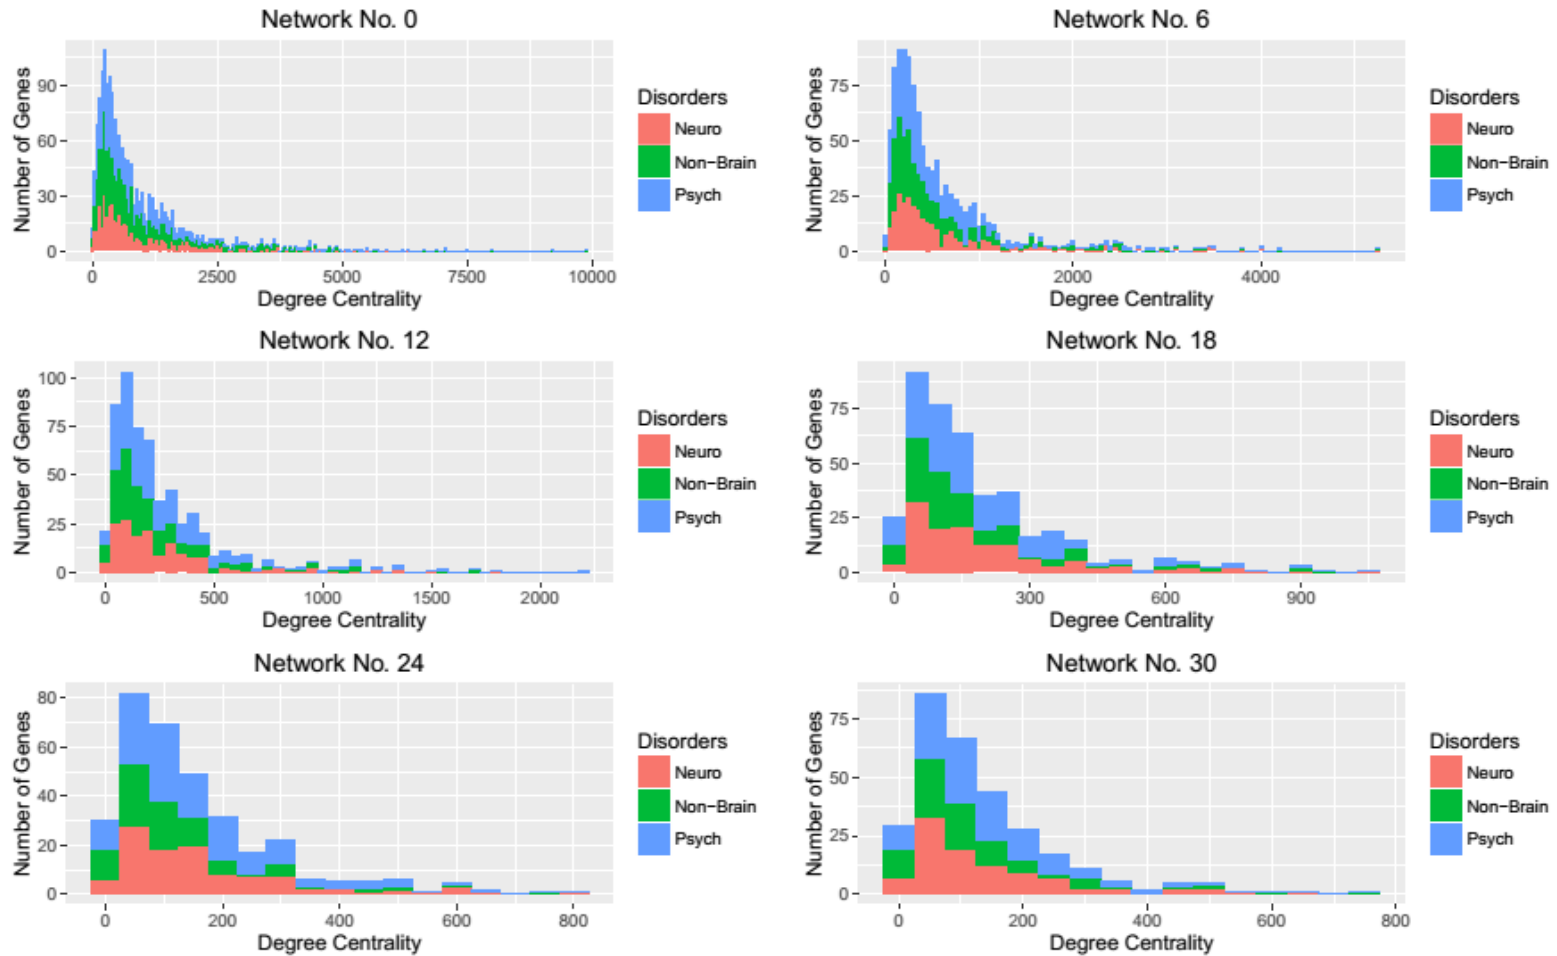 Network No. 0
Number of Genes
90
60
30
0
0 2500 5000 7500 10000
Degree Centrality
Disorders
Neuro
Non-Brain
Psych
Network No. 6
Number of Genes
75
50
25
0
0 2000 4000
Degree Centrality
Disorders
Neuro
Non-Brain
Psych
Network No. 12
Number of Genes
100
75
50
25
0
0 500 1000 1500 2000
Degree Centrality
Disorders
Neuro
Non-Brain
Psych
Network No. 18
Number of Genes
75
50
25
0
0 300 600 900
Degree Centrality
Disorders
Neuro
Non-Brain
Psych
Network No. 24
Number of Genes
80
60
40
20
0
0 200 400 600 800
Degree Centrality
Disorders
Neuro
Non-Brain
Psych
Network No. 30
Number of Genes
75
50
25
0
0 200 400 600 800
Degree Centrality
Disorders
Neuro
Non-Brain
Psych